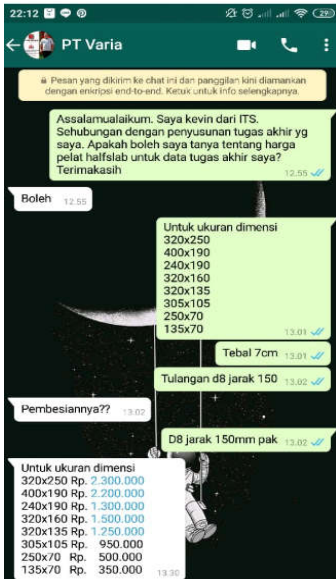 22:12
29
PT Varia
Pesan yang dikirim ke chat ini dan panggilan kini diamankan
dengan enkripsi end-to-end. Ketuk untuk info selengkapnya.
Assalamualaikum. Saya kevin dari ITS.
Sehubungan dengan penyusunan tugas akhir yg
saya. Apakah boleh saya tanya tentang harga
pelat halfslab untuk data tugas akhir saya?
Terimakasih
12.55
Boleh 12.55
Untuk ukuran dimensi
320x250
400x190
240x190
320x160
320x135
305x105
250x70
135x70
13.01
Tebal 7cm 13.01
Tulangan d8 jarak 150 13.02
Pembesiannya?? 13.02
D8 jarak 150mm pak 13.02
Untuk ukuran dimensi
320x250 Rp. 2.300.000
400x190 Rp. 2.200.000
240x190 Rp. 1.300.000
320x160 Rp. 1.500.000
320x135 Rp. 1.250.000
305x105 Rp. 950.000
250x70 Rp. 500.000
135x70 Rp. 350.000
13.30